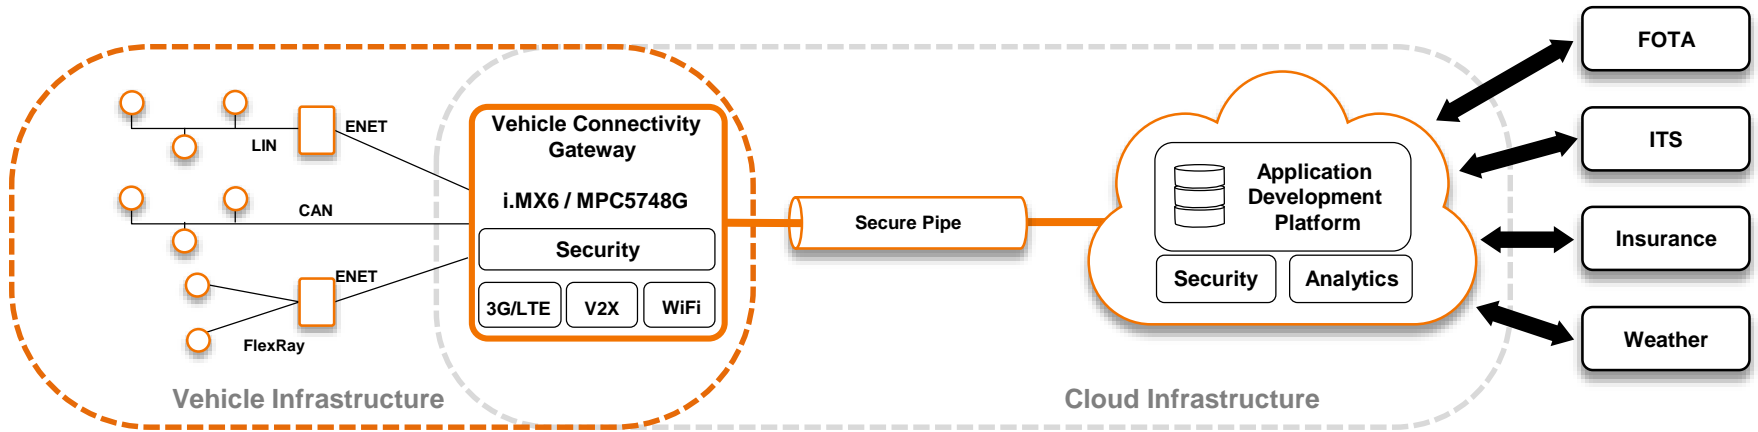 ENET
LIN
CAN
ENET
FlexRay
Vehicle Infrastructure
Vehicle Connectivity
Gateway
i.MX6 / MPC5748G
Security
3G/LTE
V2X
WiFi
Secure Pipe
Application
Development
Platform
Security
Analytics
Cloud Infrastructure
FOTA
ITS
Insurance
Weather